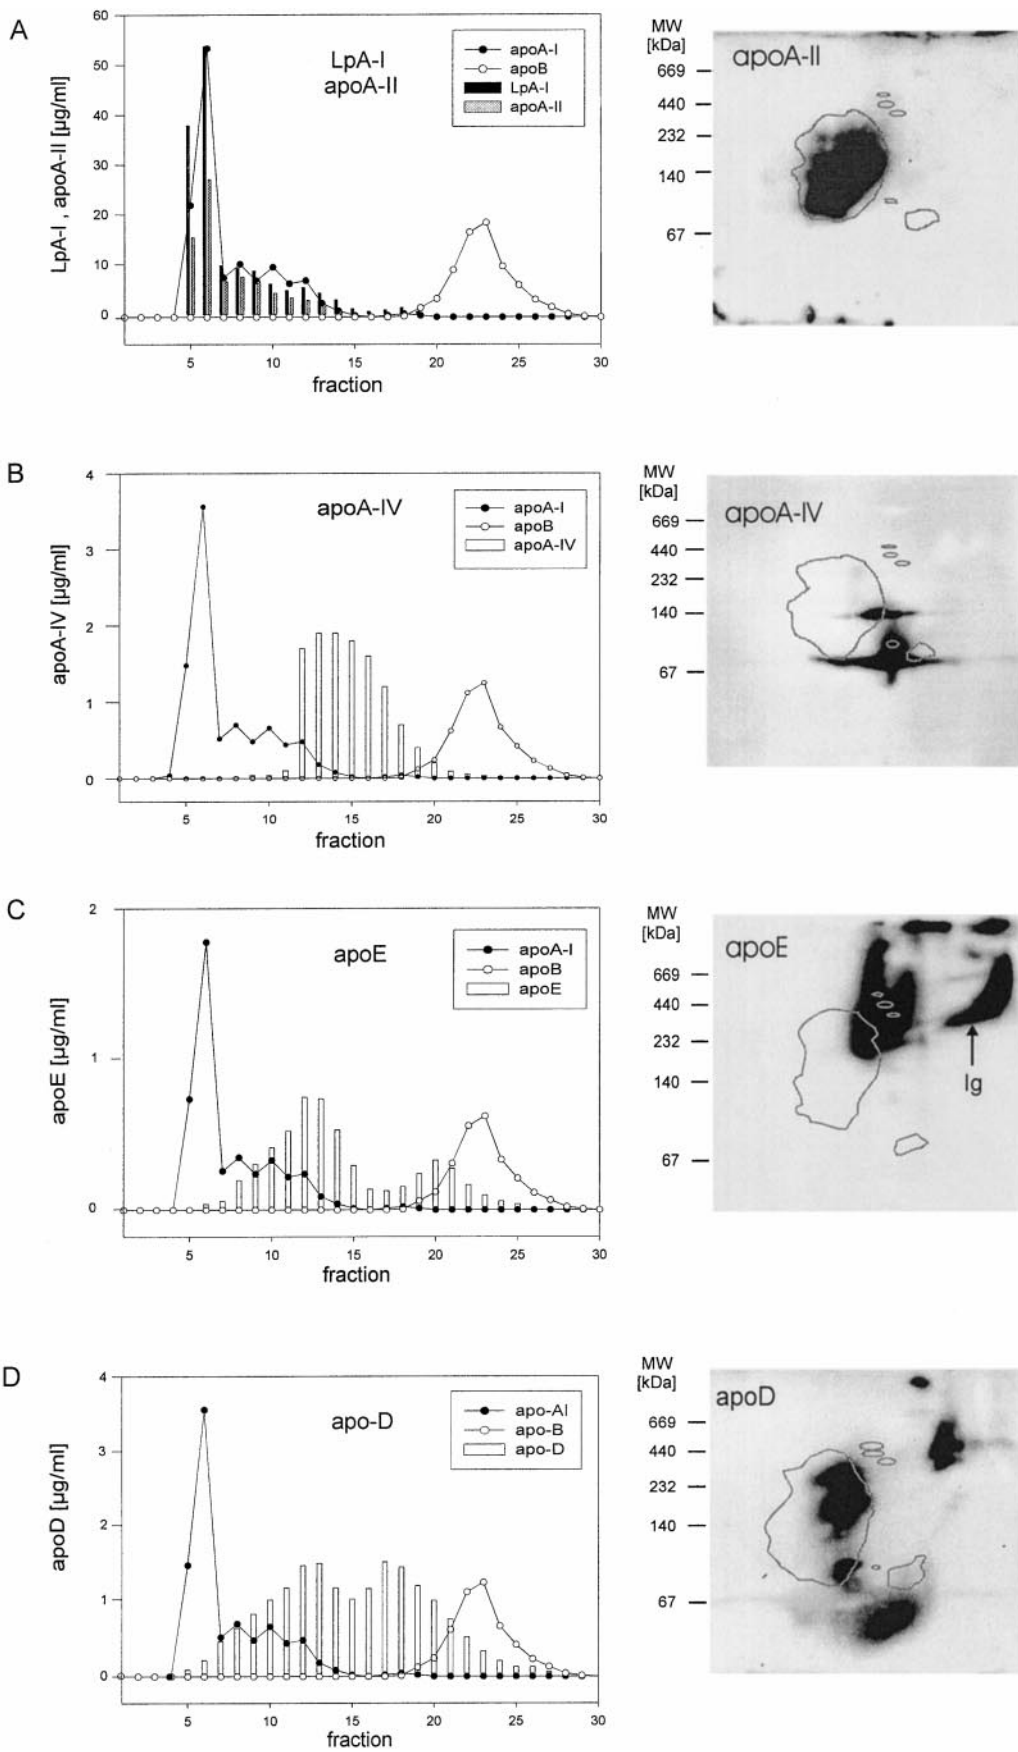 A
LpA-I , apoA-II [µg/ml]
60
50
40
30
20
10
0
LpA-I
apoA-II
apoA-I
apoB
LpA-I
apoA-II
5 10 15 20 25 30
fraction
MW
[kDa]
669
440
232
140
67
apoA-II
B
apoA-IV [µg/ml]
4
3
2
1
0
apoA-IV
apoA-I
apoB
apoA-IV
5 10 15 20 25 30
fraction
MW
[kDa]
669
440
232
140
67
apoA-IV
C
apoE [µg/ml]
2
1
0
apoE
apoA-I
apoB
apoE
5 10 15 20 25 30
fraction
MW
[kDa]
669
440
232
140
67
apoE
Ig
D
apoD [µg/ml]
4
3
2
1
0
apo-D
apo-AI
apo-B
apo-D
5 10 15 20 25 30
fraction
MW
[kDa]
669
440
232
140
67
apoD